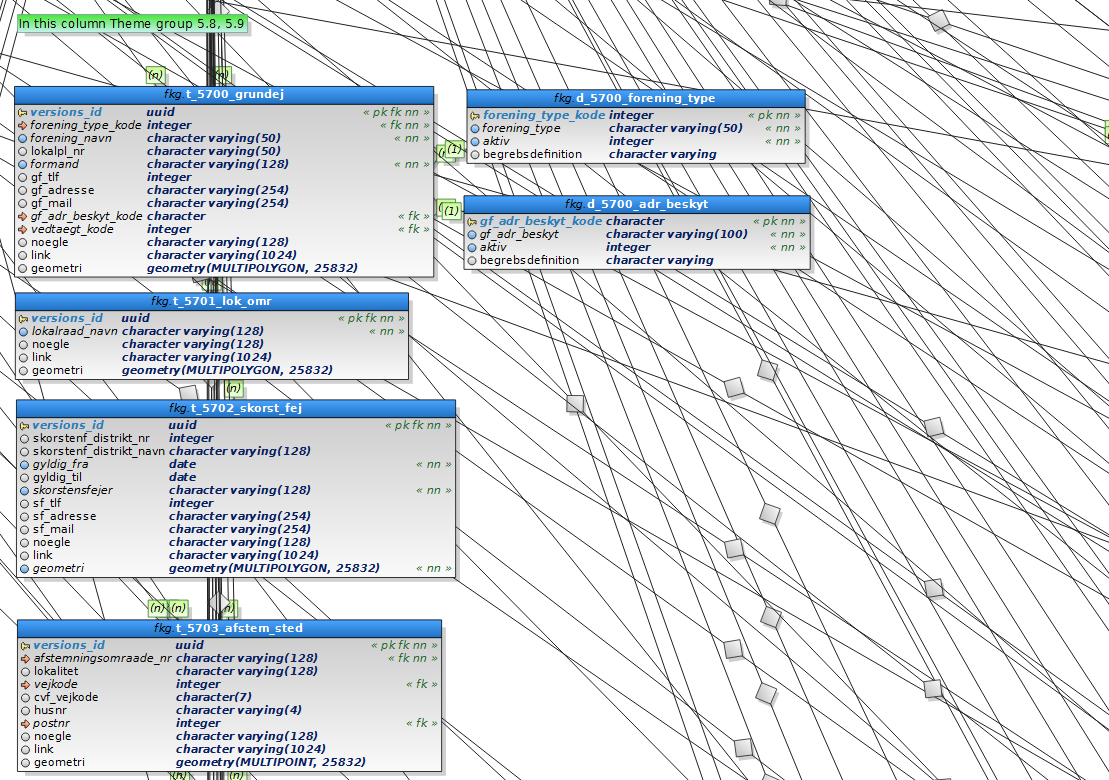 In this column Theme group 5.8, 5.9
(n) (n)
fkg.t_5700_grundej
versions_id uuid « pk fk nn »
forening_type_kode integer « fk nn »
forening_navn character varying(50) « nn »
lokalpl_nr character varying(50)
formand character varying(128) « nn »
gf_tlf integer
gf_adresse character varying(254)
gf_mail character varying(254)
gf_adr_beskyt_kode character « fk »
vedtaegt_kode integer « fk »
noegle character varying(128)
link character varying(1024)
geometri geometry(MULTIPOLYGON, 25832)
(1)
(1)
fkg.d_5700_forening_type
forening_type_kode integer « pk nn »
forening_type character varying(50) « nn »
aktiv integer « nn »
begrebsdefinition character varying
fkg.d_5700_adr_beskyt
gf_adr_beskyt_kode character « pk nn »
gf_adr_beskyt character varying(100) « nn »
aktiv integer « nn »
begrebsdefinition character varying
fkg.t_5701_lok_omr
versions_id uuid « pk fk nn »
lokalraad_navn character varying(128) « nn »
noegle character varying(128)
link character varying(1024)
geometri geometry(MULTIPOLYGON, 25832)
(n)
fkg.t_5702_skorst_fej
versions_id uuid « pk fk nn »
skorstenf_distrikt_nr integer
skorstenf_distrikt_navn character varying(128)
gyldig_fra date « nn »
gyldig_til date
skorstensfejer character varying(128) « nn »
sf_tlf integer
sf_adresse character varying(254)
sf_mail character varying(254)
noegle character varying(128)
link character varying(1024)
geometri geometry(MULTIPOLYGON, 25832) « nn »
(n) (n) (n)
fkg.t_5703_afstem_sted
versions_id uuid « pk fk nn »
afstemningsomraade_nr character varying(128) « fk nn »
lokalitet character varying(128)
vejkode integer « fk »
cvf_vejkode character(7)
husnr character varying(4)
postnr integer « fk »
noegle character varying(128)
link character varying(1024)
geometri geometry(MULTIPOINT, 25832)
(n) (n)